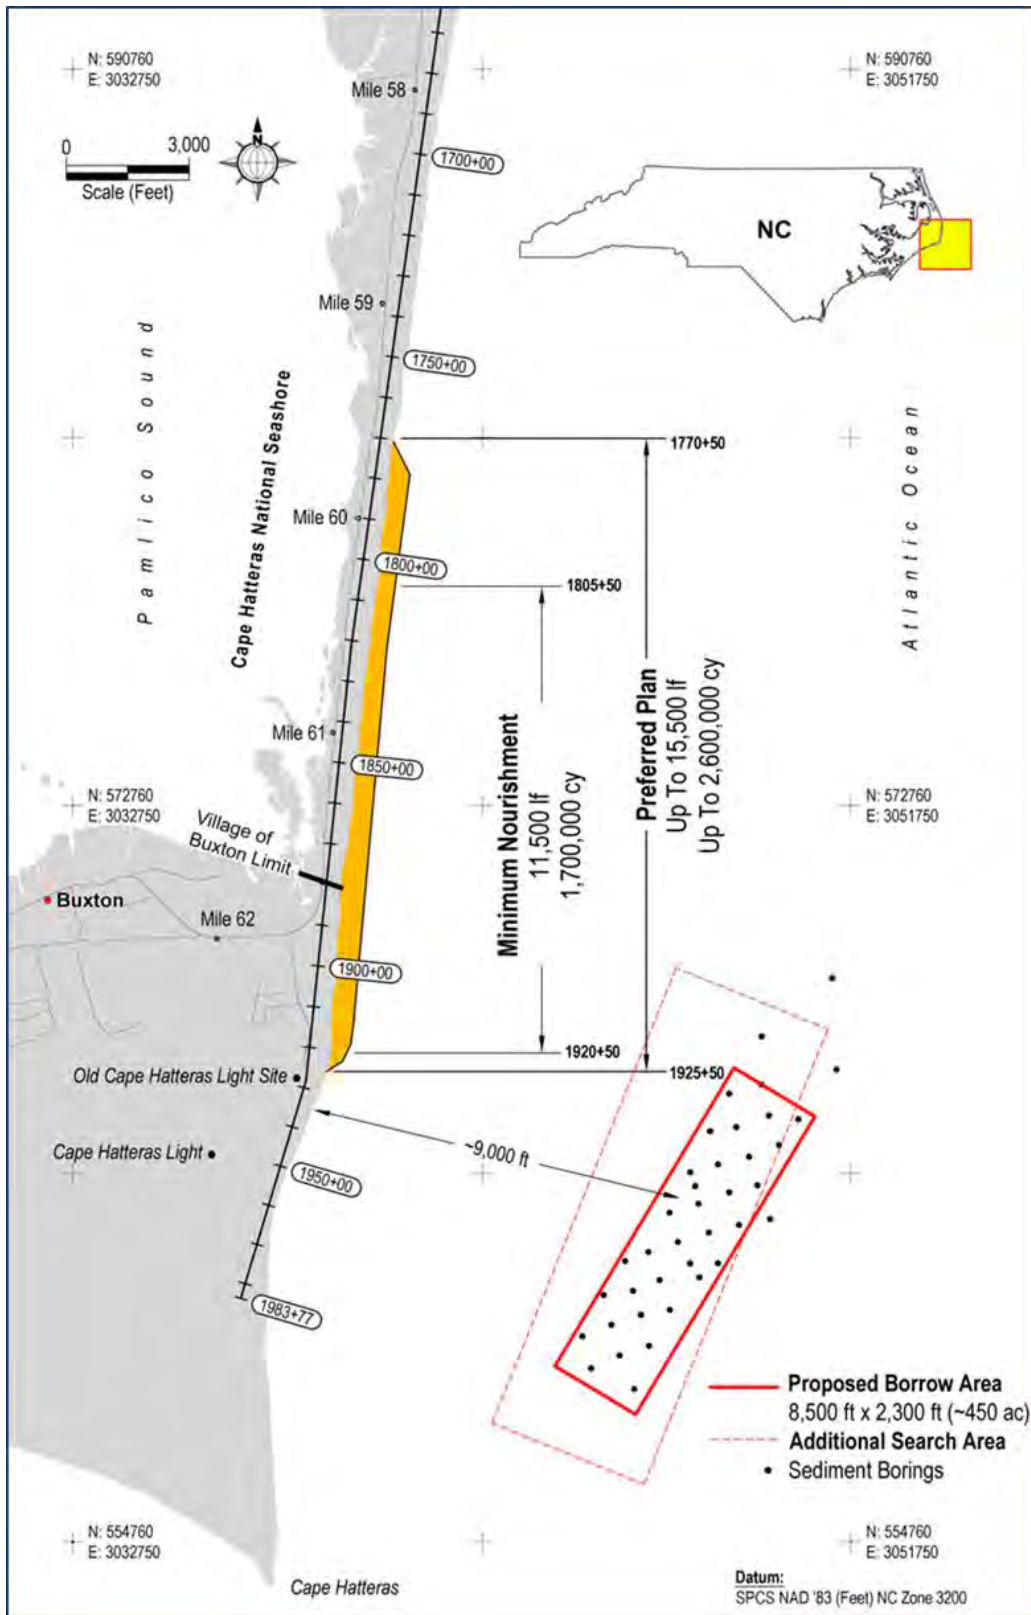 N: 590760
E: 3032750
N: 590760
E: 3051750
Mile 58
0 3,000
Scale (Feet)
N
1700+00
NC
Mile 59
1750+00
Pamlico Sound
Cape Hatteras National Seashore
Atlantic Ocean
1770+50
Mile 60
1800+00
1805+50
Minimum Nourishment
11,500 lf
1,700,000 cy
Preferred Plan
Up To 15,500 lf
Up To 2,600,000 cy
Mile 61
1850+00
N: 572760
E: 3032750
N: 572760
E: 3051750
Village of
Buxton Limit
Buxton
Mile 62
1900+00
1920+50
1925+50
Old Cape Hatteras Light Site
Cape Hatteras Light
~9,000 ft
1950+00
1983+77
Proposed Borrow Area
8,500 ft x 2,300 ft (~450 ac)
Additional Search Area
Sediment Borings
N: 554760
E: 3032750
N: 554760
E: 3051750
Cape Hatteras
Datum:
SPCS NAD '83 (Feet) NC Zone 3200